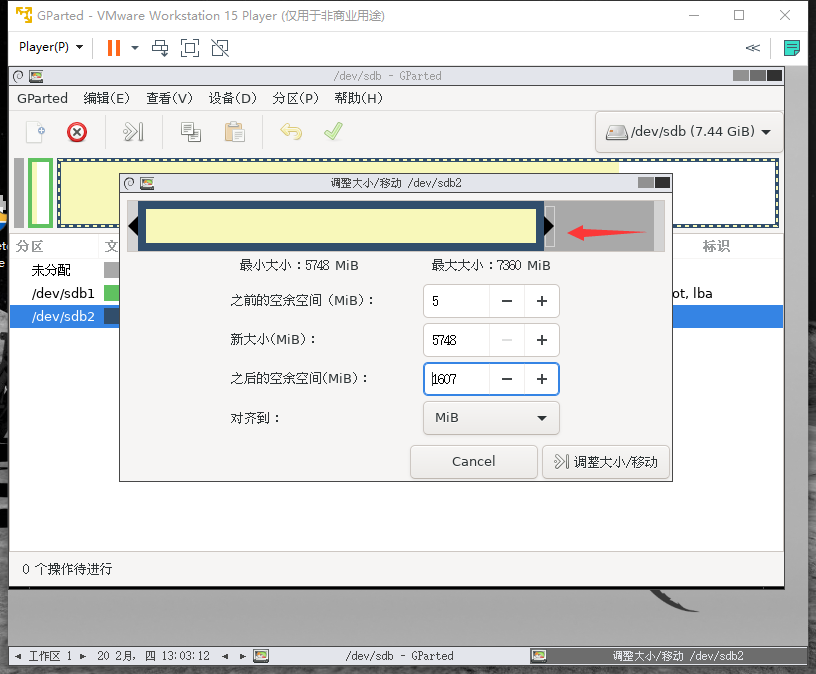 GParted - VMware Workstation 15 Player (仅用于非商业用途)
Player(P)
/dev/sdb - GParted
GParted 编辑(E) 查看(V) 设备(D) 分区(P) 帮助(H)
/dev/sdb (7.44 GiB)
调整大小/移动 /dev/sdb2
分区 文 标识
最小大小：5748 MiB 最大大小：7360 MiB
未分配
/dev/sdb1 ot, lba
/dev/sdb2
之前的空余空间 (MiB)： 5
新大小(MiB)： 5748
之后的空余空间(MiB)： 1607
对齐到： MiB
Cancel 调整大小/移动
0 个操作待进行
工作区 1 20 2月, 四 13:03:12 /dev/sdb - GParted 调整大小/移动 /dev/sdb2